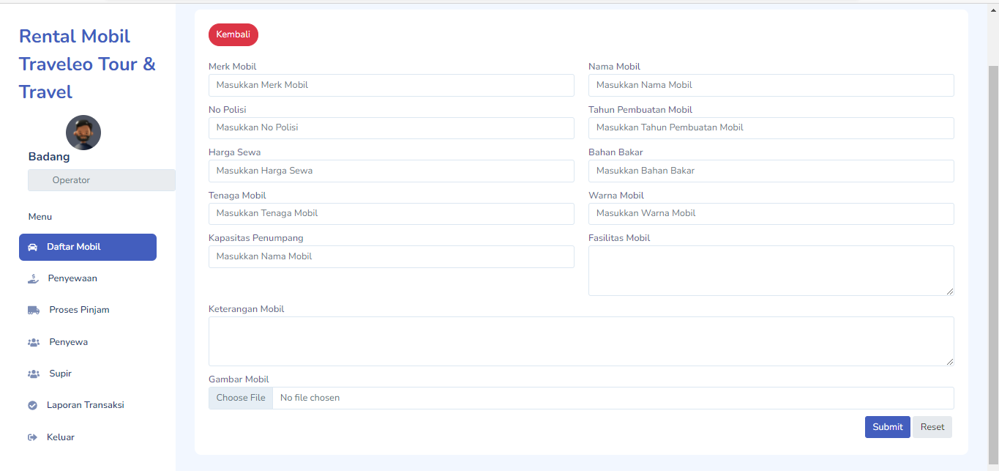 Rental Mobil
Traveleo Tour &
Travel
Badang
Operator
Menu
Daftar Mobil
Penyewaan
Proses Pinjam
Penyewa
Supir
Laporan Transaksi
Keluar
Kembali
Merk Mobil
Masukkan Merk Mobil
Nama Mobil
Masukkan Nama Mobil
No Polisi
Masukkan No Polisi
Tahun Pembuatan Mobil
Masukkan Tahun Pembuatan Mobil
Harga Sewa
Masukkan Harga Sewa
Bahan Bakar
Masukkan Bahan Bakar
Tenaga Mobil
Masukkan Tenaga Mobil
Warna Mobil
Masukkan Warna Mobil
Kapasitas Penumpang
Masukkan Nama Mobil
Fasilitas Mobil
Keterangan Mobil
Gambar Mobil
Choose File No file chosen
Submit Reset